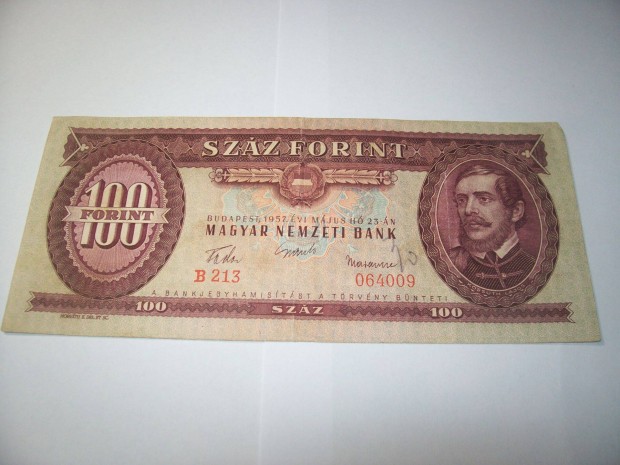 SZÁZ FORINT
100
FORINT
BUDAPEST, 1957. ÉVI MÁJUS HÓ 23-ÁN
MAGYAR NEMZETI BANK
B 213
064009
A BANKJEGYHAMISÍTÁST A TÖRVÉNY BÜNTETI
100 SZÁZ 100